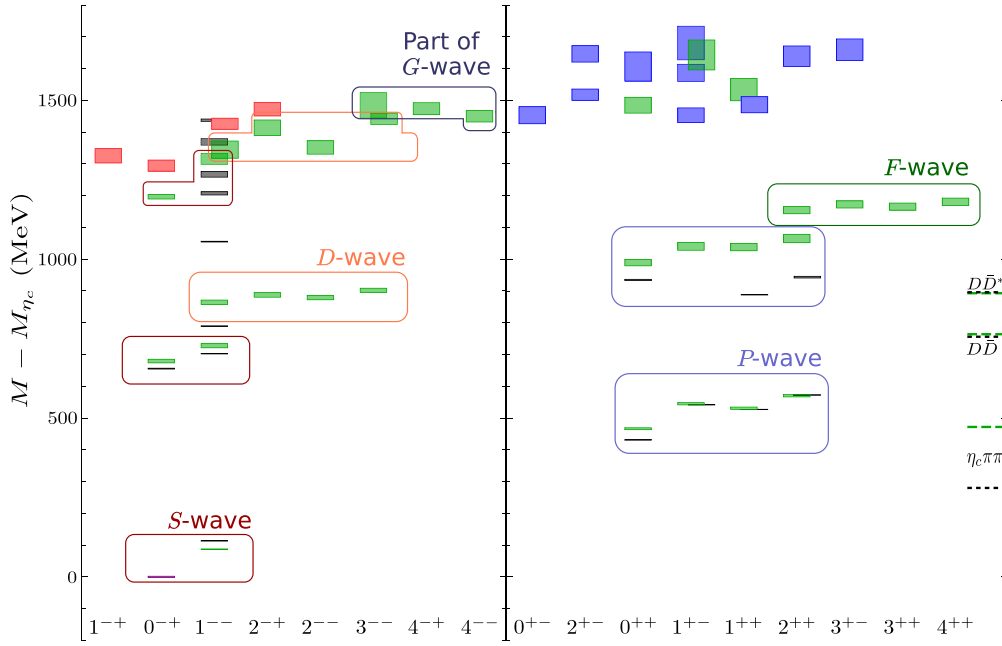 Part of
G-wave
1500
F-wave
M − M_{η_c} (MeV)
1000
D-wave
DD̄*
DD̄
P-wave
500
η_cππ
S-wave
0
1⁻⁺ 0⁻⁺ 1⁻⁻ 2⁻⁺ 2⁻⁻ 3⁻⁻ 4⁻⁺ 4⁻⁻ 0⁺⁻ 2⁺⁻ 0⁺⁺ 1⁺⁻ 1⁺⁺ 2⁺⁺ 3⁺⁻ 3⁺⁺ 4⁺⁺